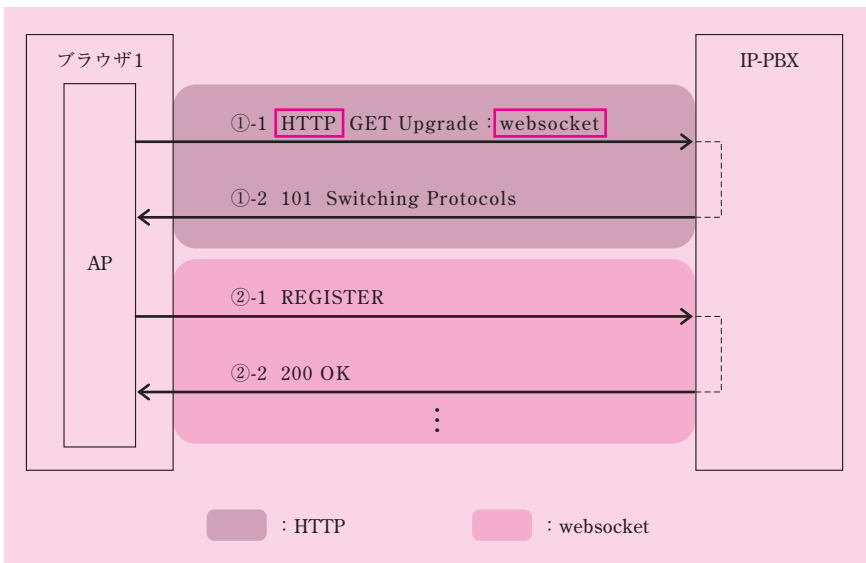 ブラウザ1
IP-PBX
①-1 HTTP GET Upgrade：websocket
①-2 101 Switching Protocols
AP
②-1 REGISTER
②-2 200 OK
⋮
：HTTP
：websocket